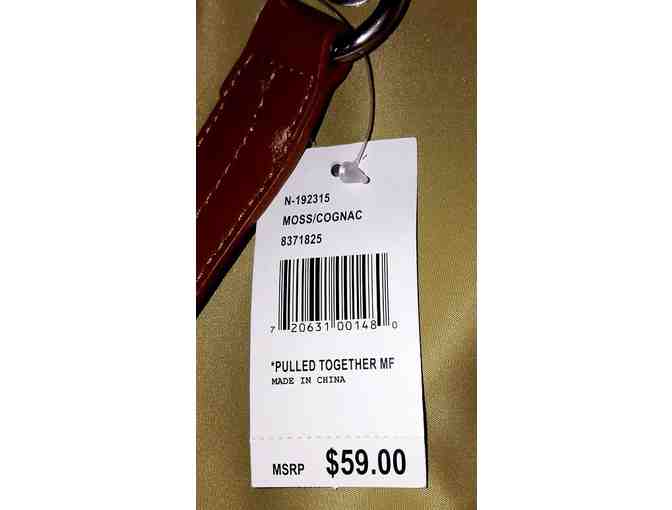 N-192315
MOSS/COGNAC
8371825
7 20631 00148 0
*PULLED TOGETHER MF
MADE IN CHINA
MSRP $59.00